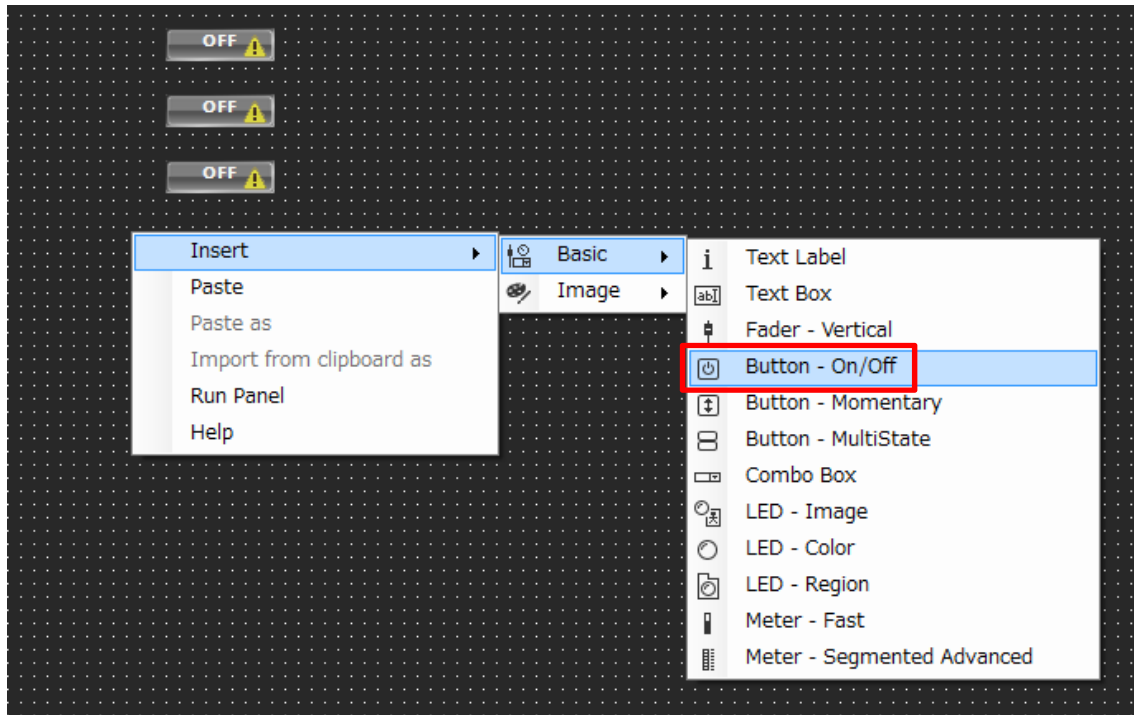 OFF
OFF
OFF
Insert
Paste
Paste as
Import from clipboard as
Run Panel
Help
Basic
Image
Text Label
Text Box
Fader - Vertical
Button - On/Off
Button - Momentary
Button - MultiState
Combo Box
LED - Image
LED - Color
LED - Region
Meter - Fast
Meter - Segmented Advanced